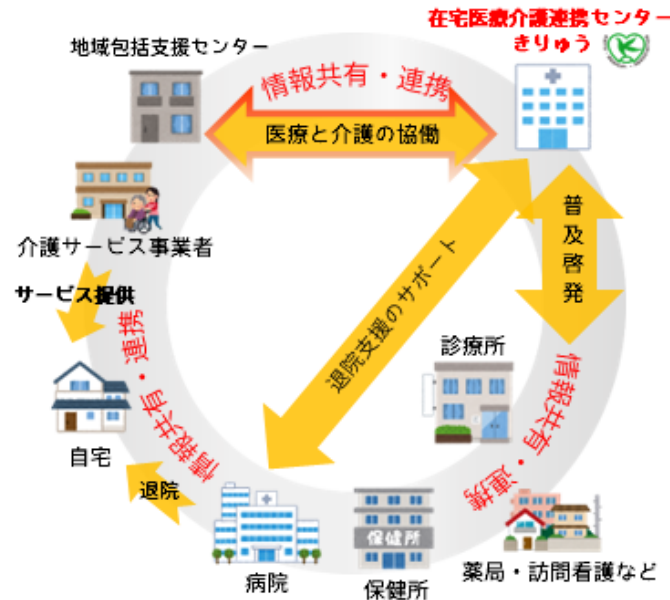 在宅医療介護連携センター
きりゅう
地域包括支援センター
情報共有・連携
医療と介護の協働
普及啓発
介護サービス事業者
退院支援のサポート
サービス提供
情報共有・連携
診療所
情報共有・連携
自宅
退院
保健所
病院
保健所
薬局・訪問看護など